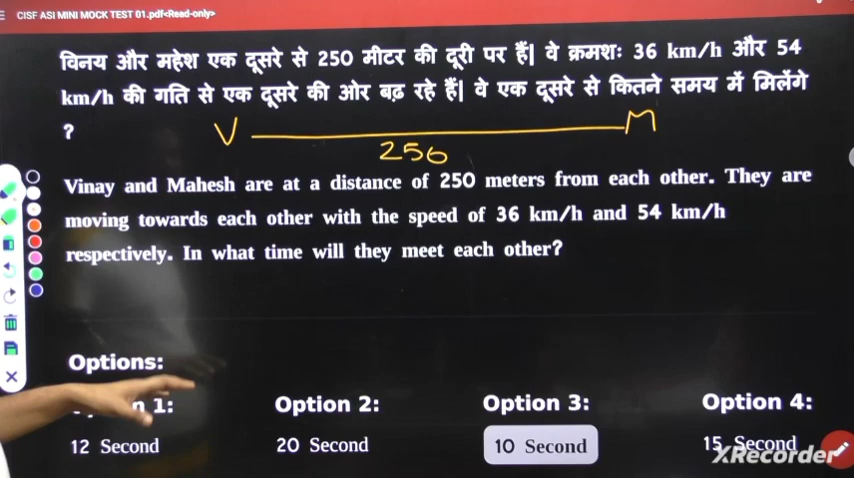 CISF ASI MINI MOCK TEST 01.pdf<Read-only>
विनय और महेश एक दूसरे से 250 मीटर की दूरी पर हैं| वे क्रमशः 36 km/h और 54
km/h की गति से एक दूसरे की ओर बढ़ रहे हैं| वे एक दूसरे से कितने समय में मिलेंगे
?
V M
250
Vinay and Mahesh are at a distance of 250 meters from each other. They are
moving towards each other with the speed of 36 km/h and 54 km/h
respectively. In what time will they meet each other?
Options:
n 1: Option 2: Option 3: Option 4:
12 Second 20 Second 10 Second 15 Second
XRecorder